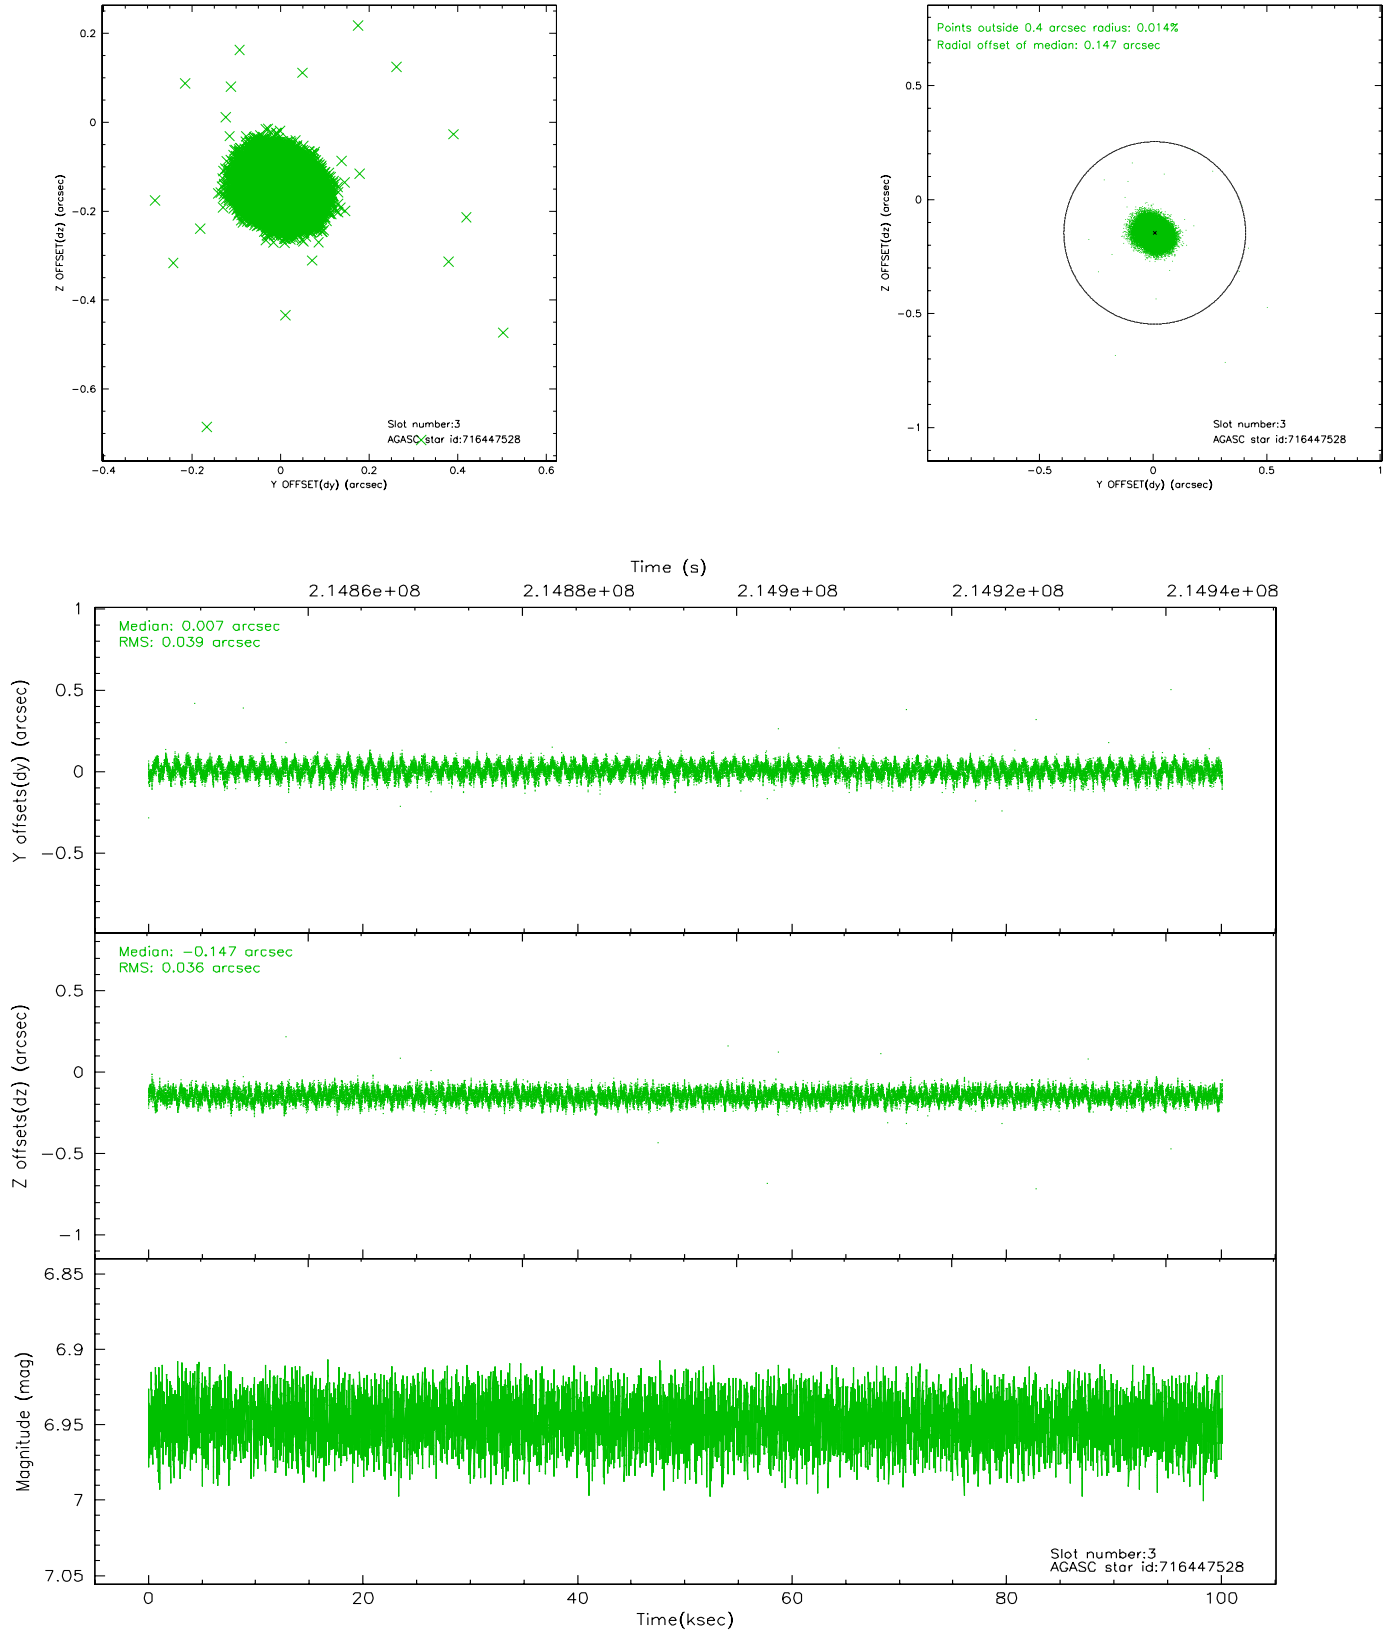 0.2
0
−0.2
−0.4
−0.6
Z OFFSET(dz) (arcsec)
Slot number:3
AGASC star id:716447528
−0.4 −0.2 0 0.2 0.4 0.6
Y OFFSET(dy) (arcsec)
Points outside 0.4 arcsec radius: 0.014%
Radial offset of median: 0.147 arcsec
0.5
0
−0.5
−1
Z OFFSET(dz) (arcsec)
Slot number:3
AGASC star id:716447528
−0.5 0 0.5 1
Y OFFSET(dy) (arcsec)
Time (s)
2.1486e+08 2.1488e+08 2.149e+08 2.1492e+08 2.1494e+08
Median: 0.007 arcsec
RMS: 0.039 arcsec
1
0.5
0
−0.5
Y offsets(dy) (arcsec)
Median: −0.147 arcsec
RMS: 0.036 arcsec
0.5
0
−0.5
−1
Z offsets(dz) (arcsec)
6.85
6.9
6.95
7
7.05
Magnitude (mag)
Slot number:3
AGASC star id:716447528
0 20 40 60 80 100
Time(ksec)